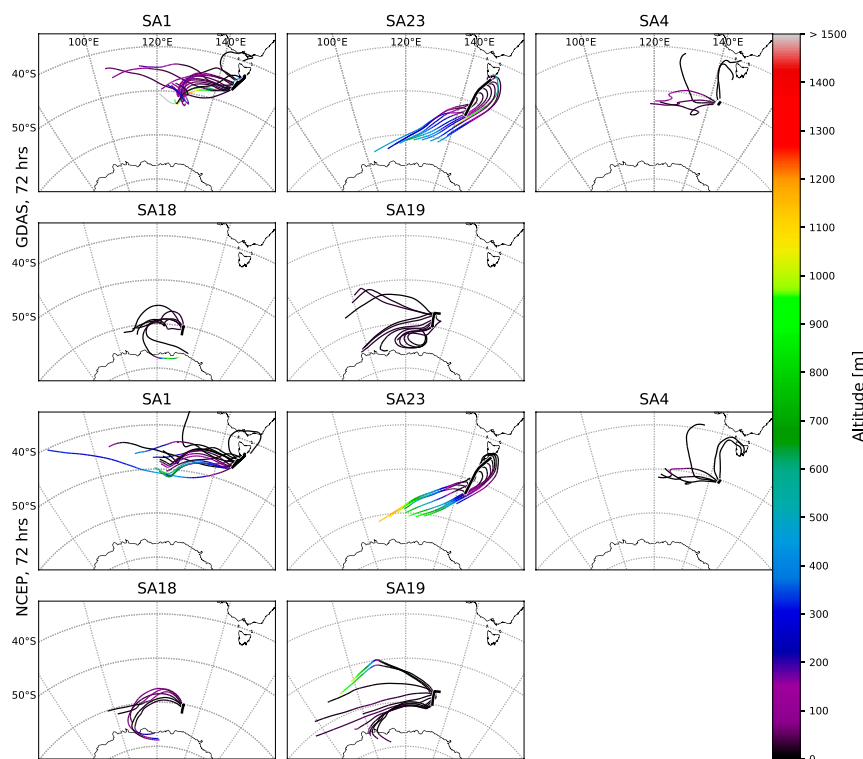 SA1 SA23 SA4
100°E 120°E 140°E 100°E 120°E 140°E 100°E 120°E 140°E
40°S
50°S
GDAS, 72 hrs
SA18 SA19
40°S
50°S
SA1 SA23 SA4
40°S
50°S
NCEP, 72 hrs
SA18 SA19
40°S
50°S
> 1500
1400
1300
1200
1100
1000
900
800
700
600
500
400
300
200
100
0
Altitude [m]